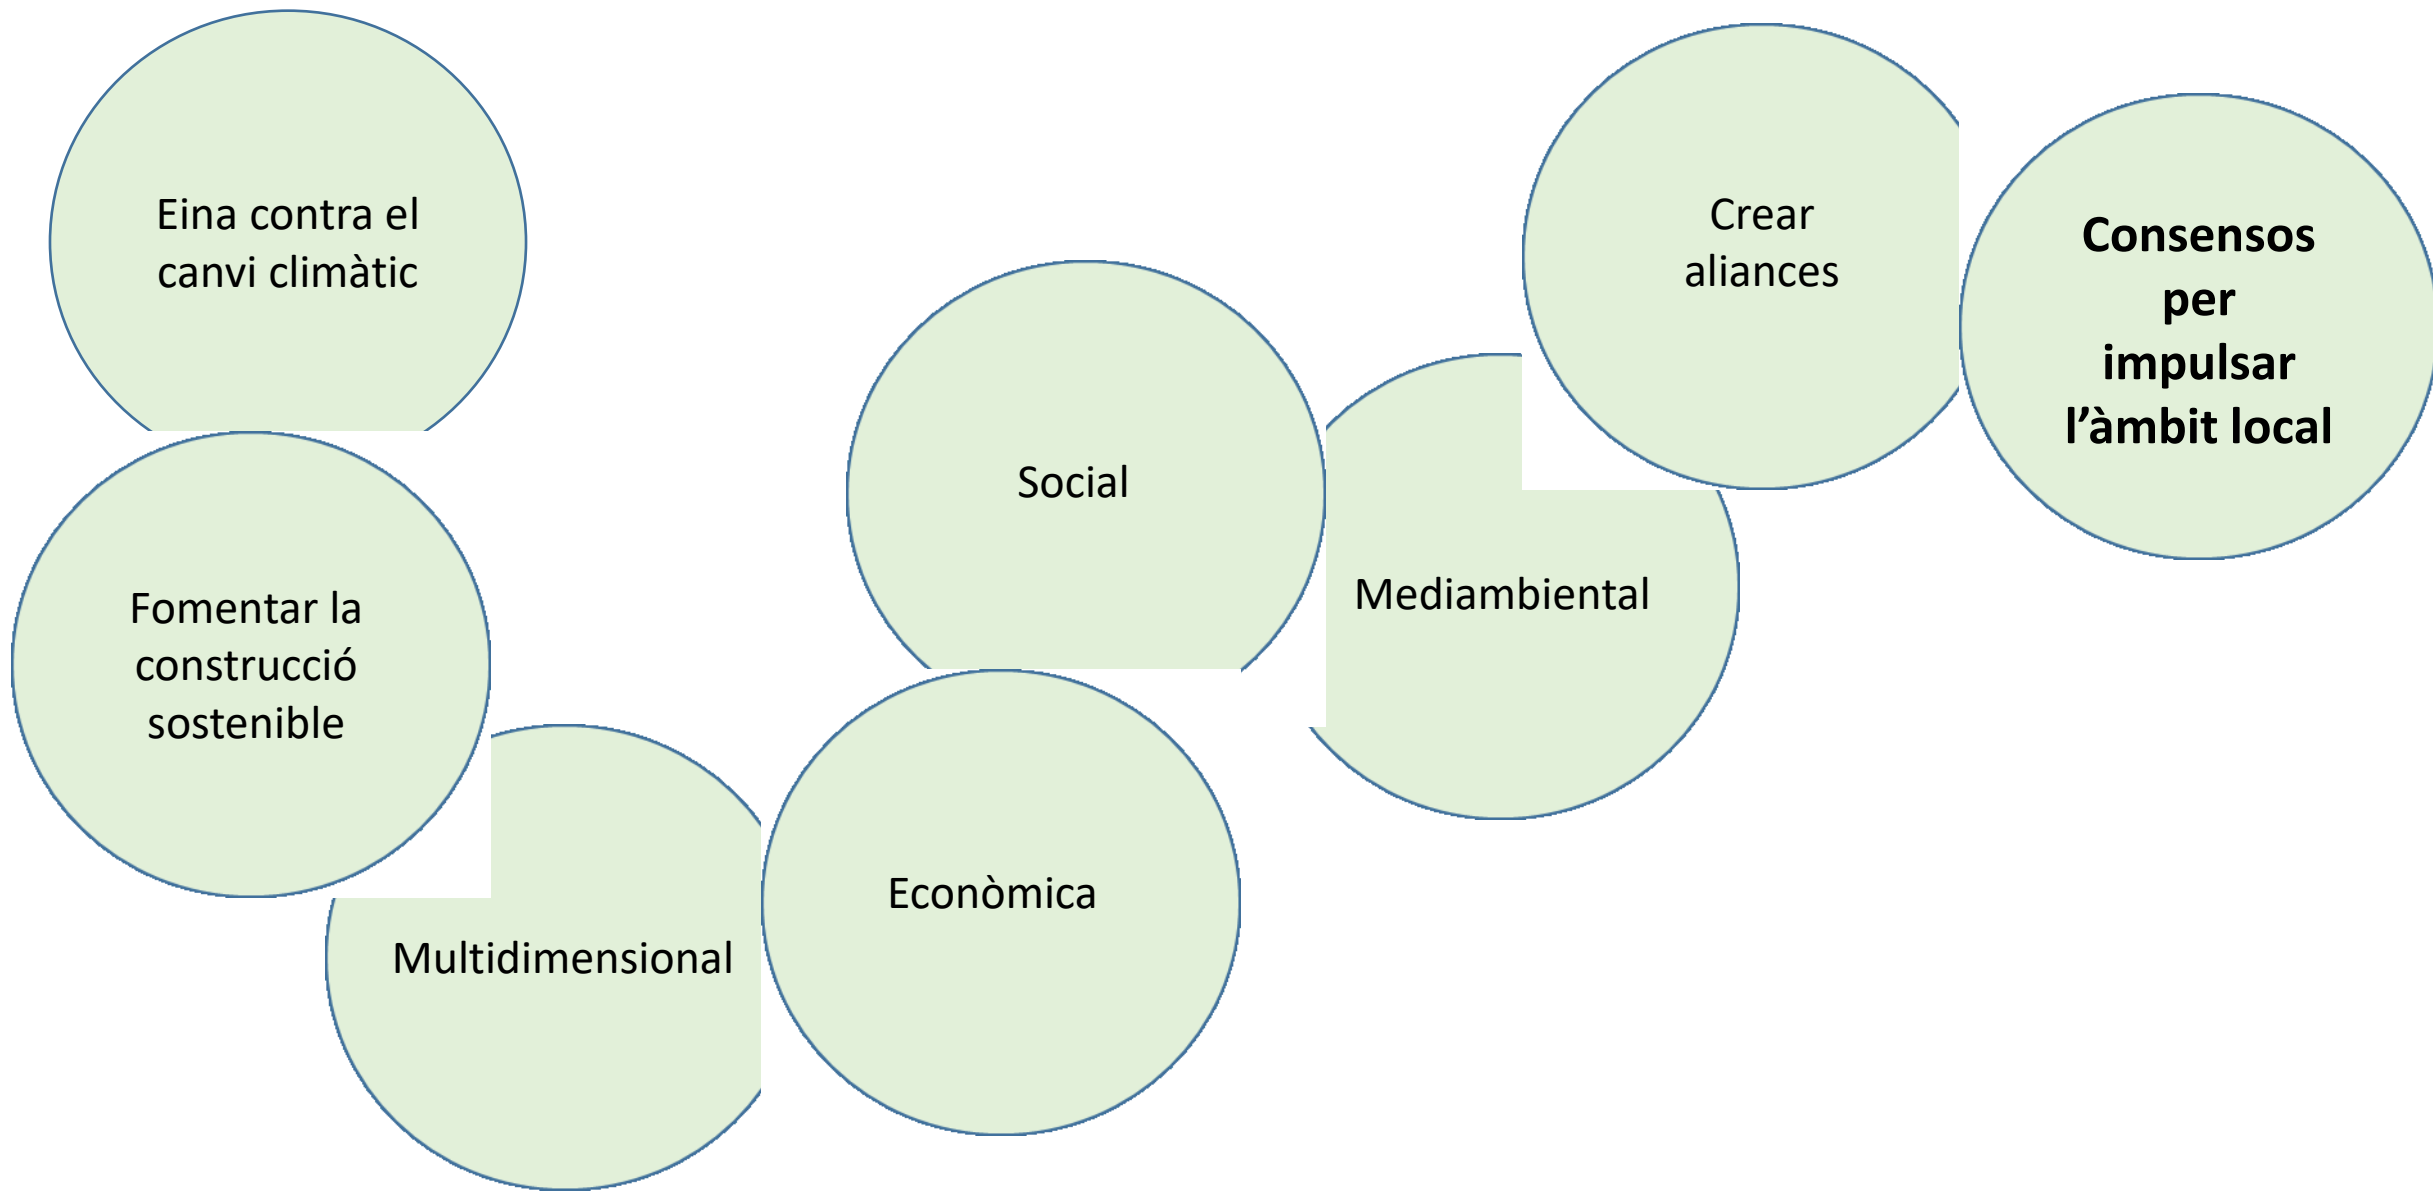 Eina contra el
canvi climàtic
Fomentar la
construcció
sostenible
Multidimensional
Econòmica
Social
Mediambiental
Crear
aliances
Consensos
per
impulsar
l’àmbit local